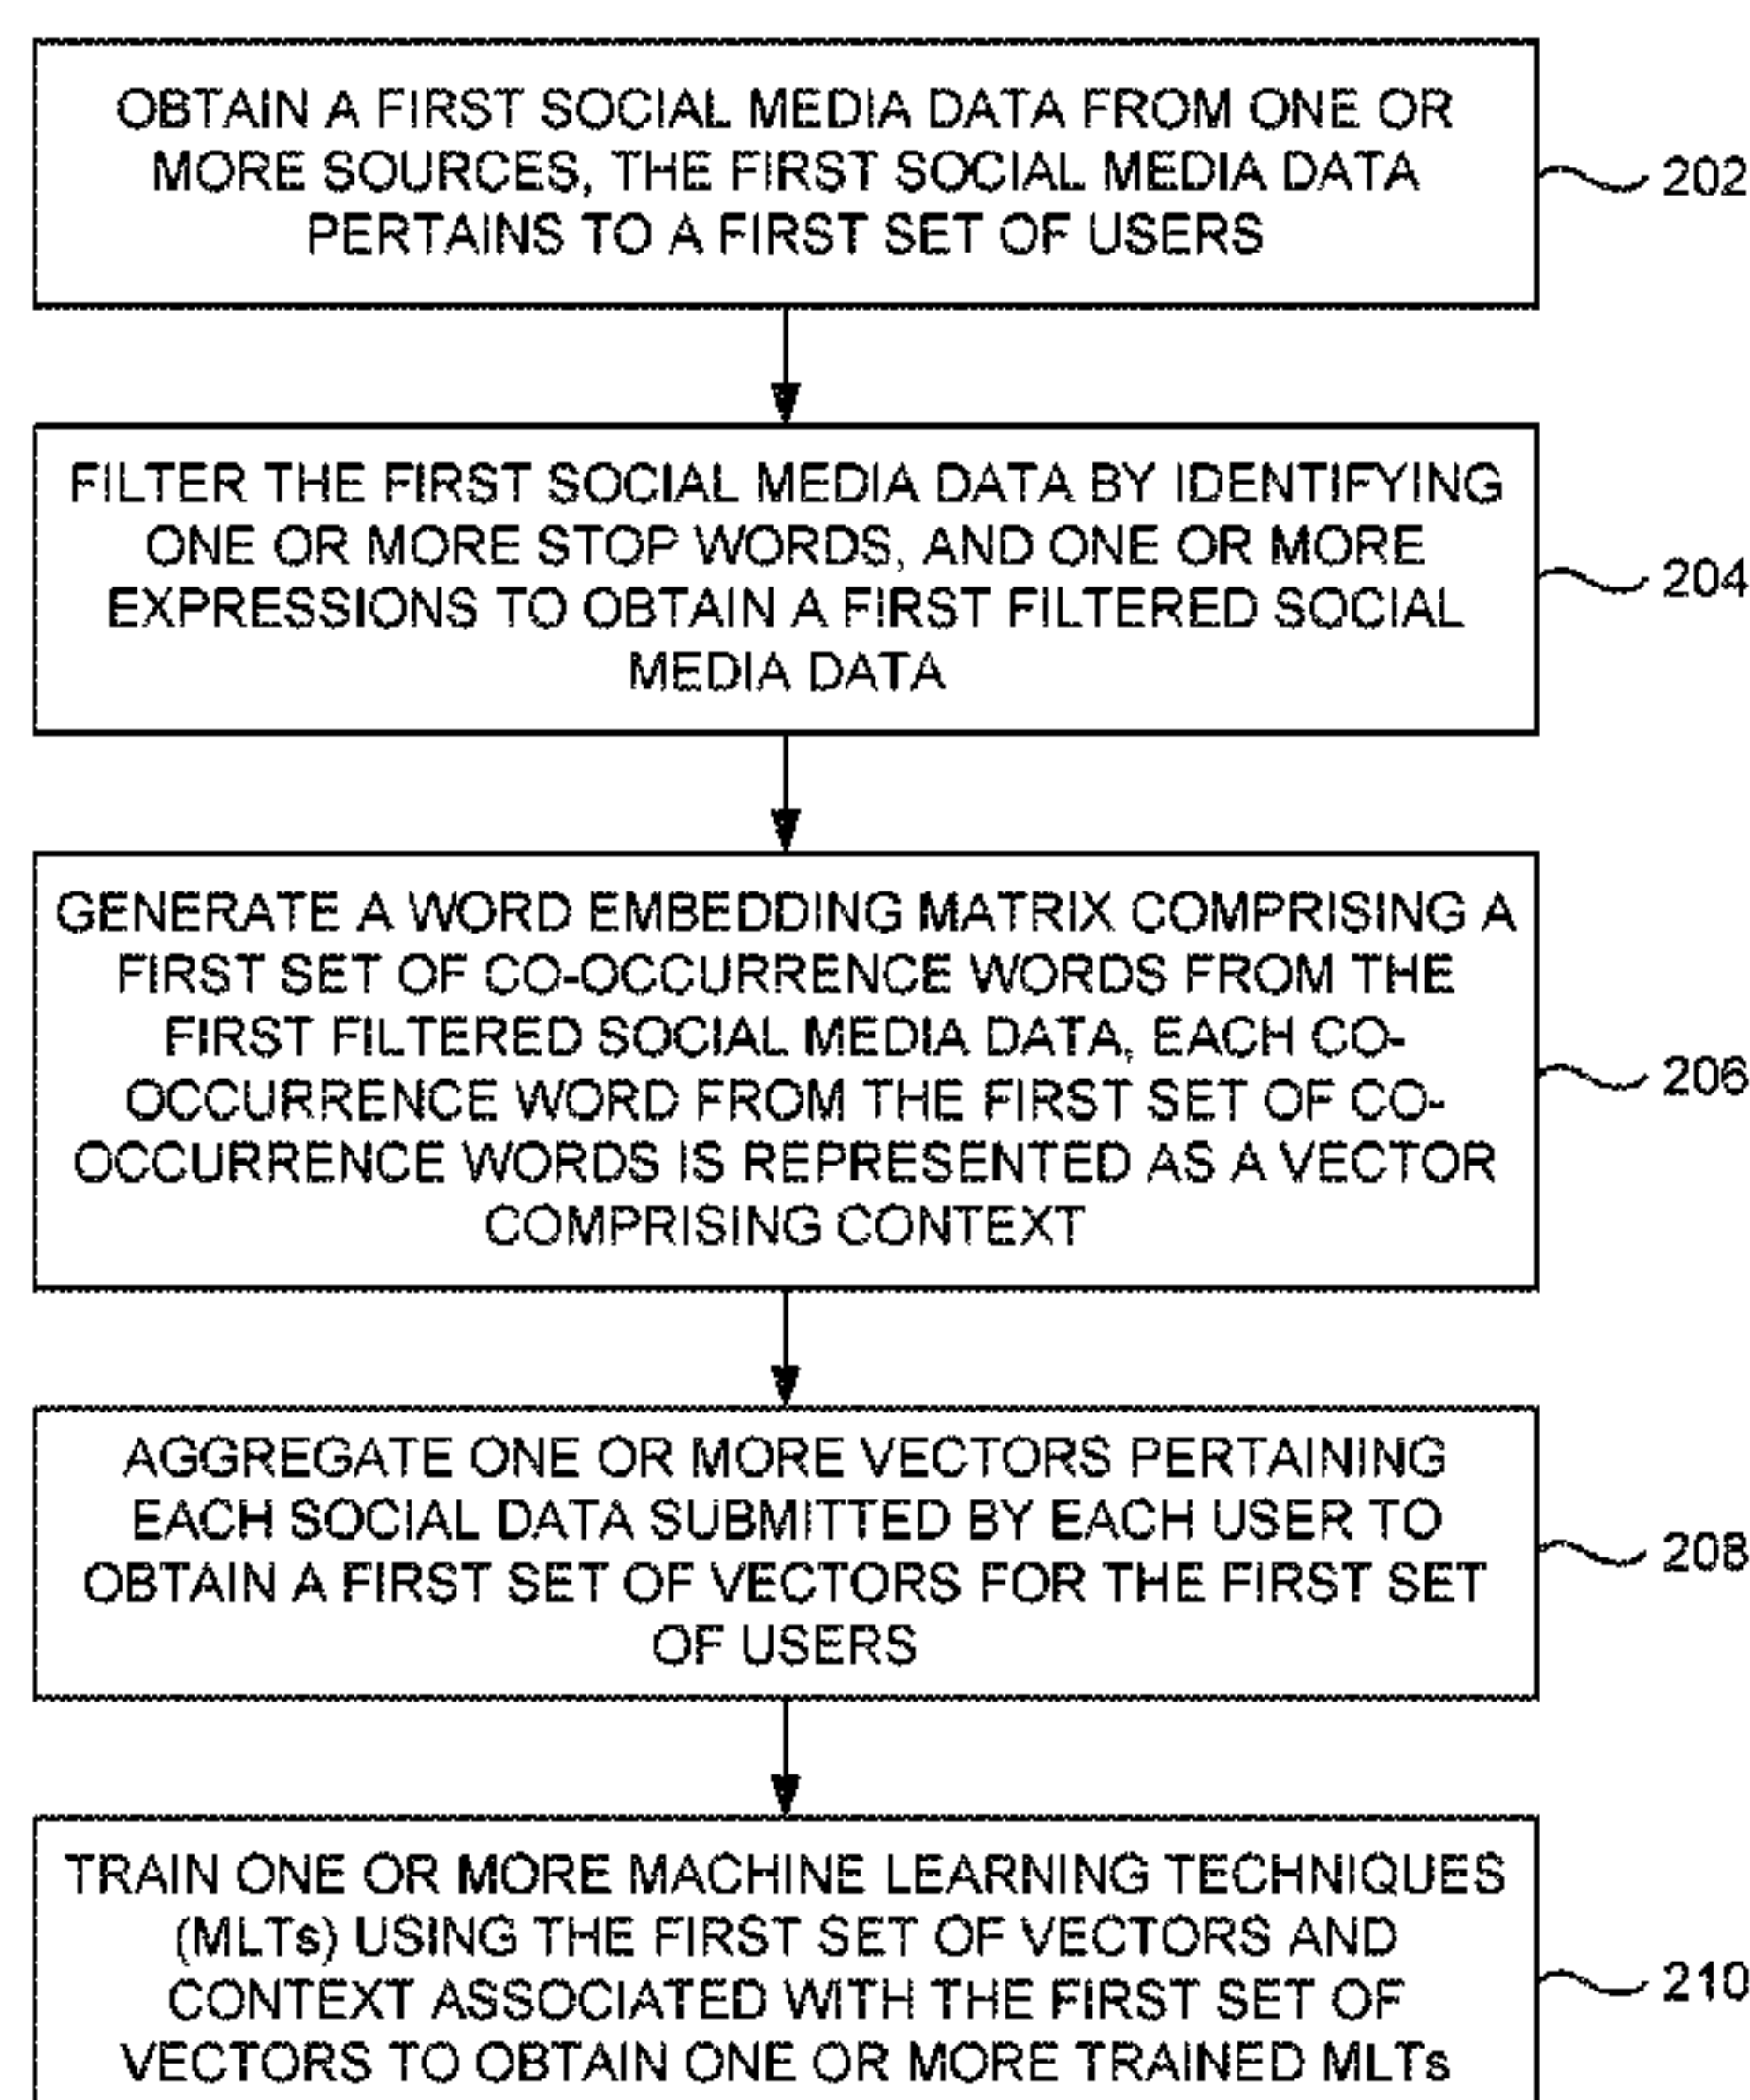 OBTAIN A FIRST SOCIAL MEDIA DATA FROM ONE OR
MORE SOURCES, THE FIRST SOCIAL MEDIA DATA
PERTAINS TO A FIRST SET OF USERS
202
FILTER THE FIRST SOCIAL MEDIA DATA BY IDENTIFYING
ONE OR MORE STOP WORDS, AND ONE OR MORE
EXPRESSIONS TO OBTAIN A FIRST FILTERED SOCIAL
MEDIA DATA
204
GENERATE A WORD EMBEDDING MATRIX COMPRISING A
FIRST SET OF CO-OCCURRENCE WORDS FROM THE
FIRST FILTERED SOCIAL MEDIA DATA, EACH CO-
OCCURRENCE WORD FROM THE FIRST SET OF CO-
OCCURRENCE WORDS IS REPRESENTED AS A VECTOR
COMPRISING CONTEXT
206
AGGREGATE ONE OR MORE VECTORS PERTAINING
EACH SOCIAL DATA SUBMITTED BY EACH USER TO
OBTAIN A FIRST SET OF VECTORS FOR THE FIRST SET
OF USERS
208
TRAIN ONE OR MORE MACHINE LEARNING TECHNIQUES
(MLTs) USING THE FIRST SET OF VECTORS AND
CONTEXT ASSOCIATED WITH THE FIRST SET OF
VECTORS TO OBTAIN ONE OR MORE TRAINED MLTs
210